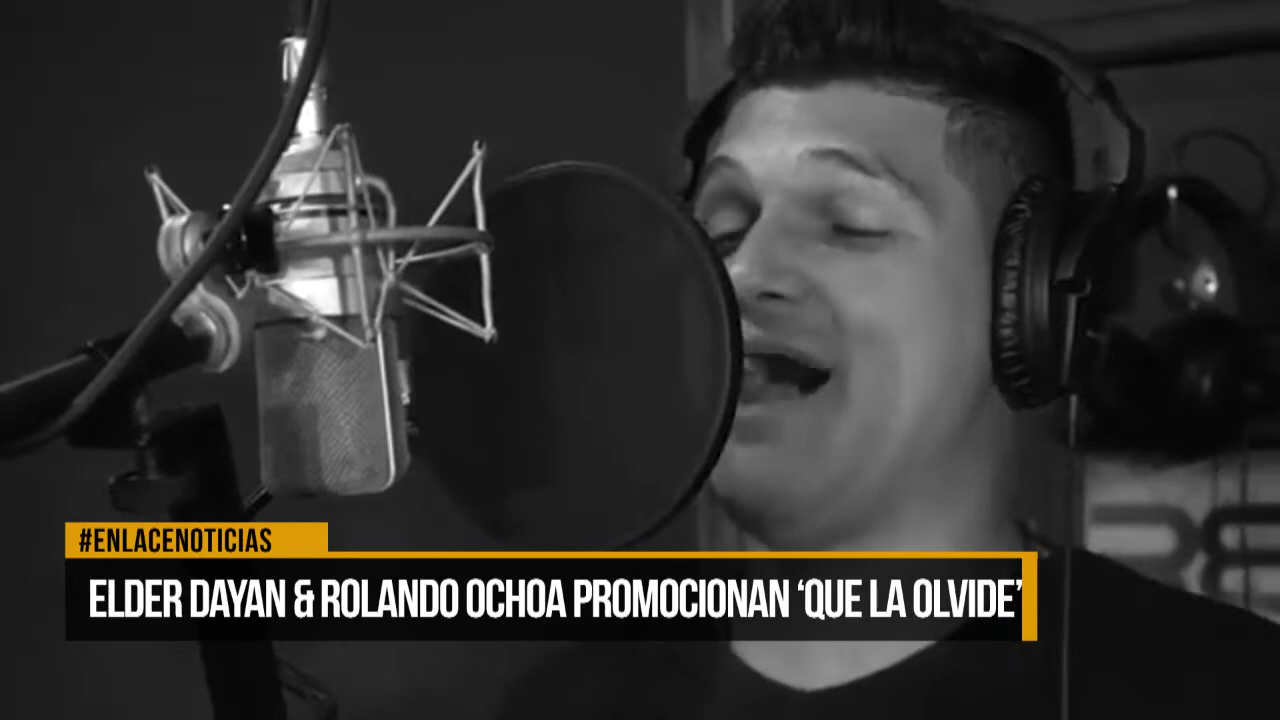 #ENLACENOTICIAS
ELDER DAYAN & ROLANDO OCHOA PROMOCIONAN ‘QUE LA OLVIDE’